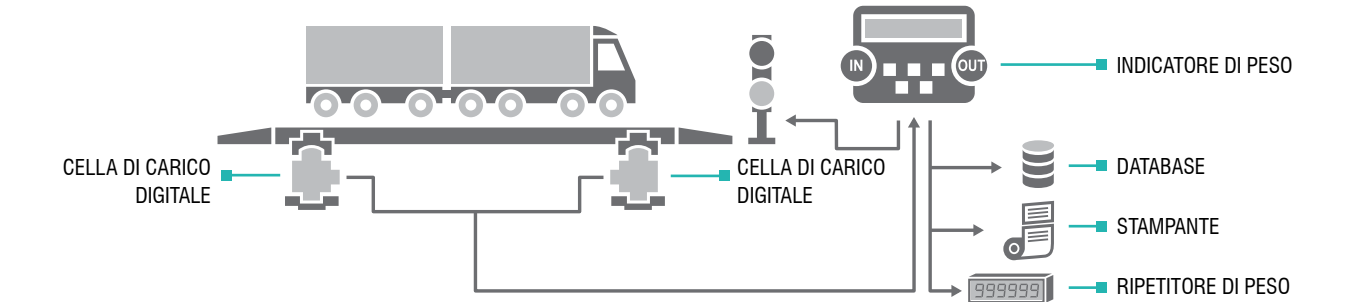 IN
OUT
INDICATORE DI PESO
CELLA DI CARICO
DIGITALE
CELLA DI CARICO
DIGITALE
DATABASE
STAMPANTE
999999
RIPETITORE DI PESO